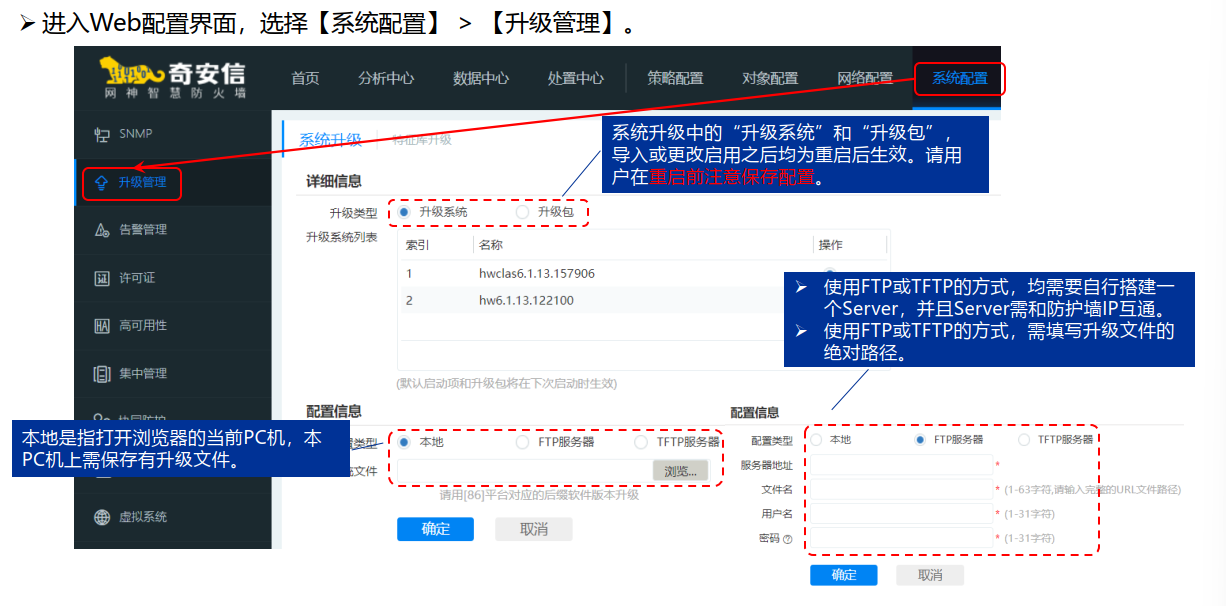 ➢ 进入Web配置界面，选择【系统配置】 > 【升级管理】。
奇安信
网神智慧防火墙
首页 分析中心 数据中心 处置中心 策略配置 对象配置 网络配置 系统配置
SNMP
升级管理
告警管理
许可证
高可用性
集中管理
协同防护
虚拟系统
系统升级 特征库升级
系统升级中的“升级系统”和“升级包”，
导入或更改启用之后均为重启后生效。请用
户在重启前注意保存配置。
详细信息
升级类型 升级系统 升级包
升级系统列表
索引 名称 操作
1 hwclas6.1.13.157906
2 hw6.1.13.122100
➢ 使用FTP或TFTP的方式，均需要自行搭建一
个Server，并且Server需和防护墙IP互通。
➢ 使用FTP或TFTP的方式，需填写升级文件的
绝对路径。
(默认启动项和升级包将在下次启动时生效)
本地是指打开浏览器的当前PC机，本
PC机上需保存有升级文件。
配置信息
类型 本地 FTP服务器 TFTP服务器
文件 浏览...
请用[86]平台对应的后缀软件版本升级
确定 取消
配置信息
配置类型 本地 FTP服务器 TFTP服务器
服务器地址 *
文件名 * (1-63字符,请输入完整的URL文件路径)
用户名 * (1-31字符)
密码 * (1-31字符)
确定 取消